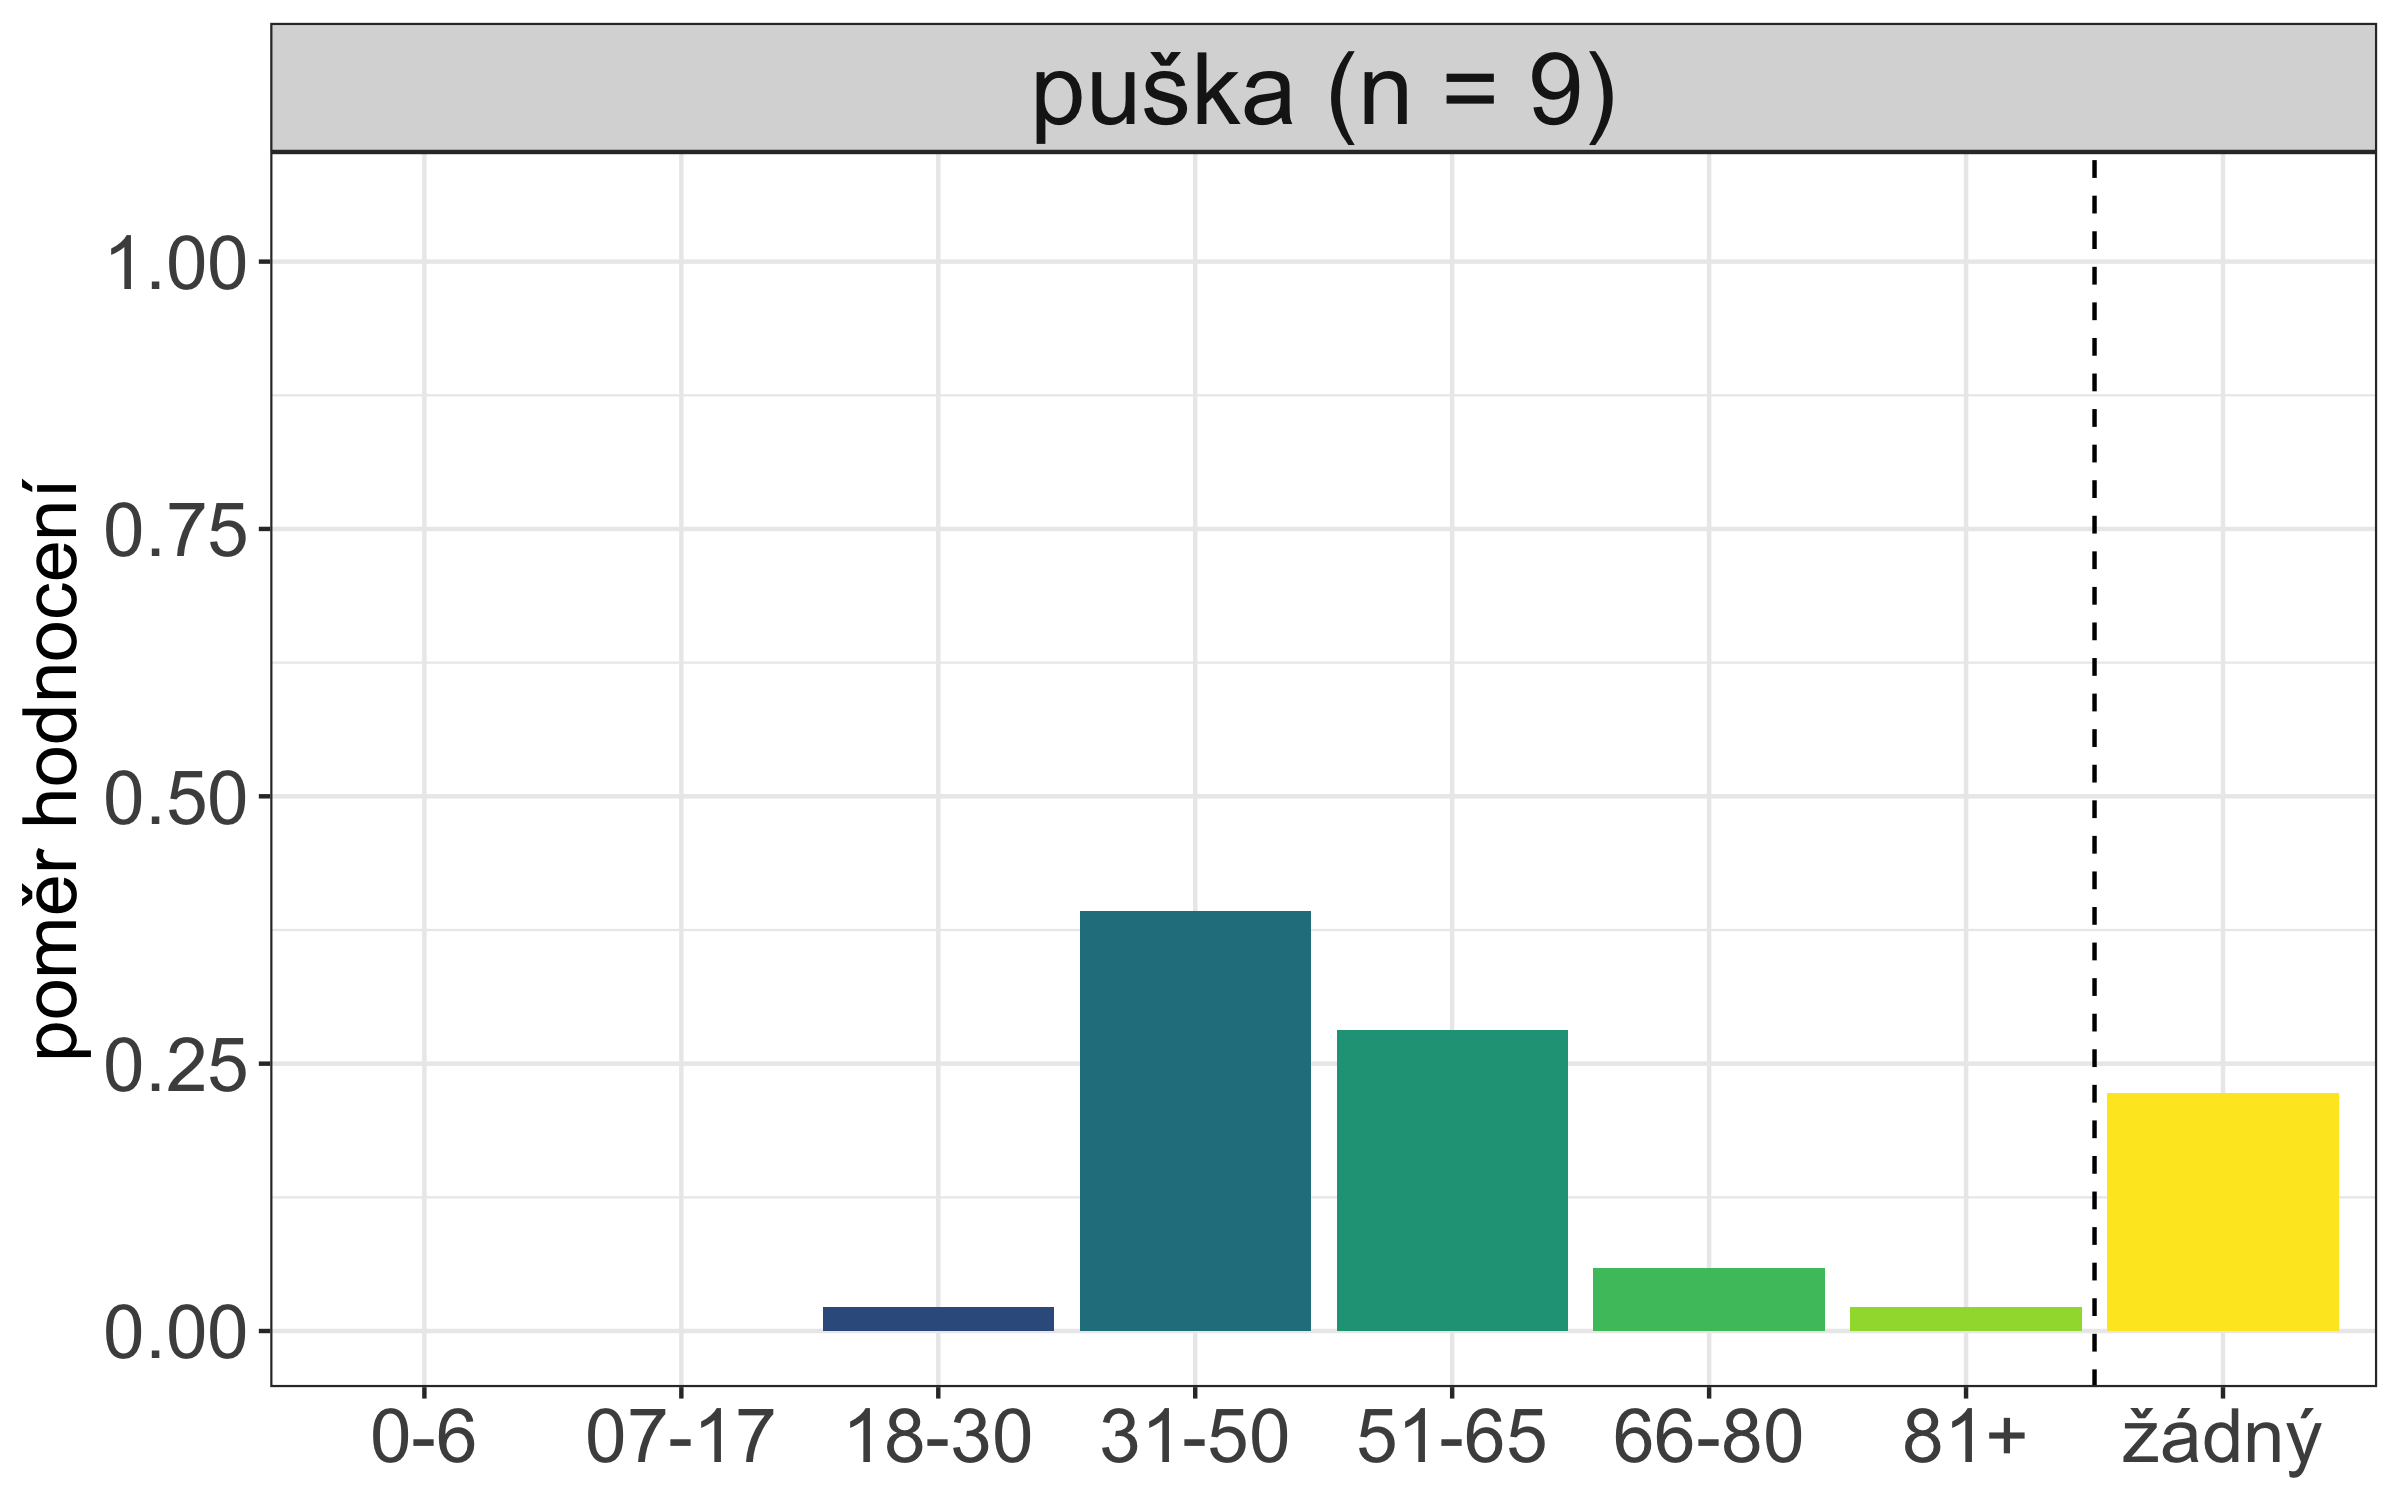 puška (n = 9)
poměr hodnocení
1.00
0.75
0.50
0.25
0.00
0-6 07-17 18-30 31-50 51-65 66-80 81+ žádný